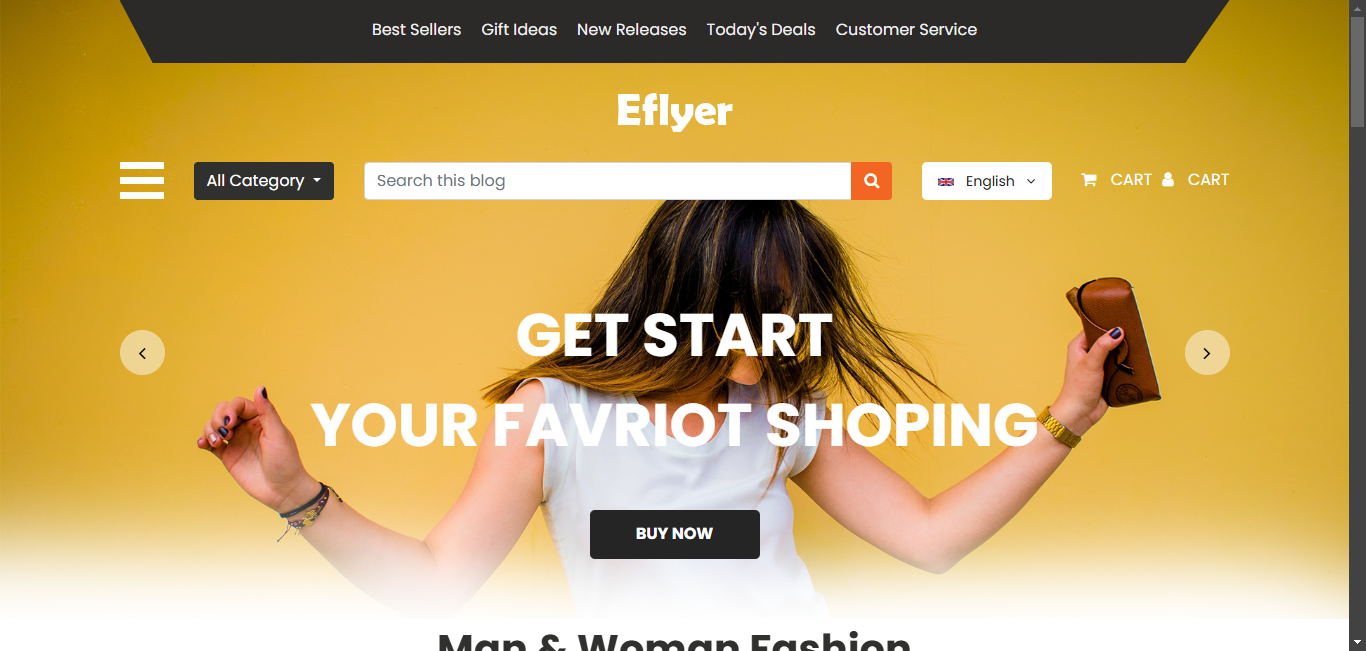 Best Sellers Gift Ideas New Releases Today's Deals Customer Service
Eflyer
All Category Search this blog English CART CART
GET START
YOUR FAVRIOT SHOPING
BUY NOW
Man & Woman Fashion